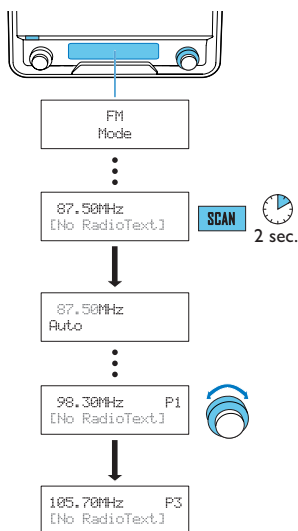 FM
Mode
87.50MHz
[No RadioText]
SCAN
2 sec.
87.50MHz
Auto
98.30MHz P1
[No RadioText]
105.70MHz P3
[No RadioText]